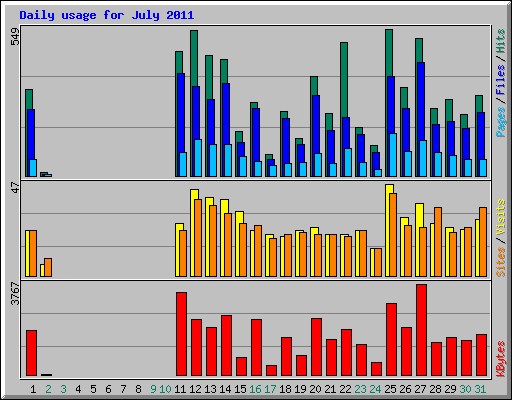 Daily usage for July 2011
549
Pages / Files / Hits
47
Sites / Visits
3767
KBytes
1 2 3 4 5 6 7 8 9 10 11 12 13 14 15 16 17 18 19 20 21 22 23 24 25 26 27 28 29 30 31